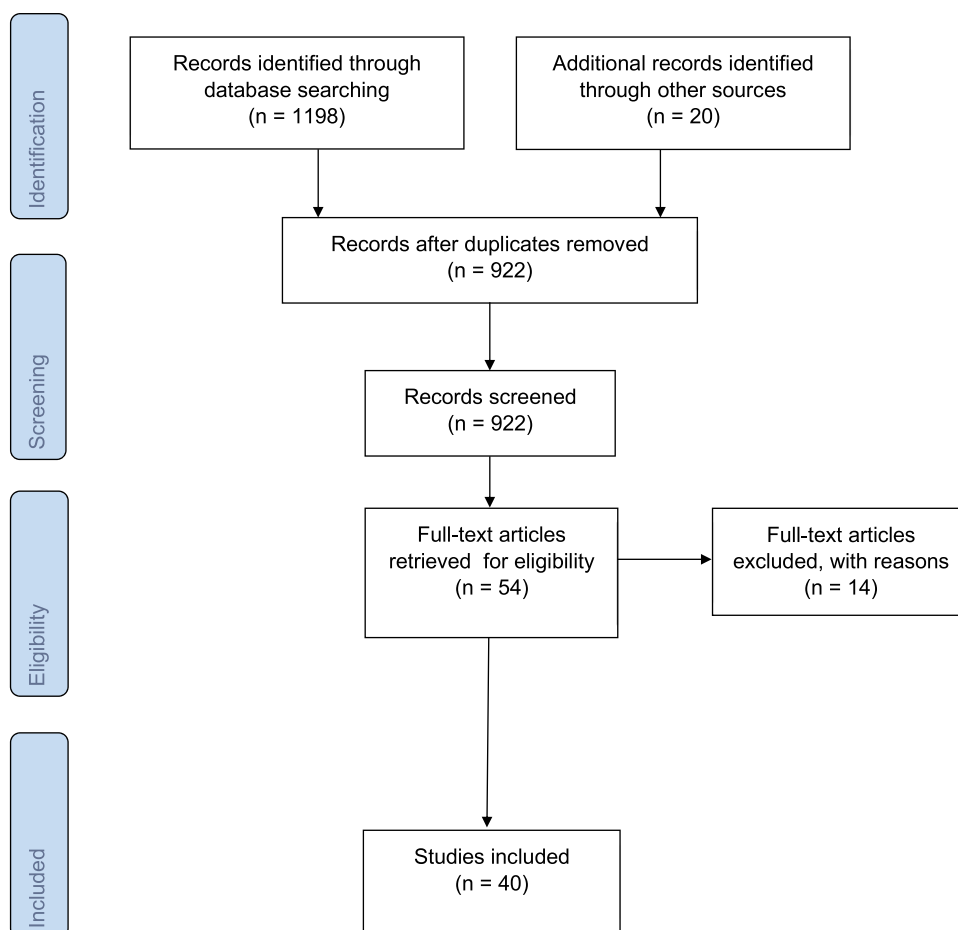 Identification
Records identified through
database searching
(n = 1198)
Additional records identified
through other sources
(n = 20)
Records after duplicates removed
(n = 922)
Screening
Records screened
(n = 922)
Eligibility
Full-text articles
retrieved for eligibility
(n = 54)
Full-text articles
excluded, with reasons
(n = 14)
Included
Studies included
(n = 40)